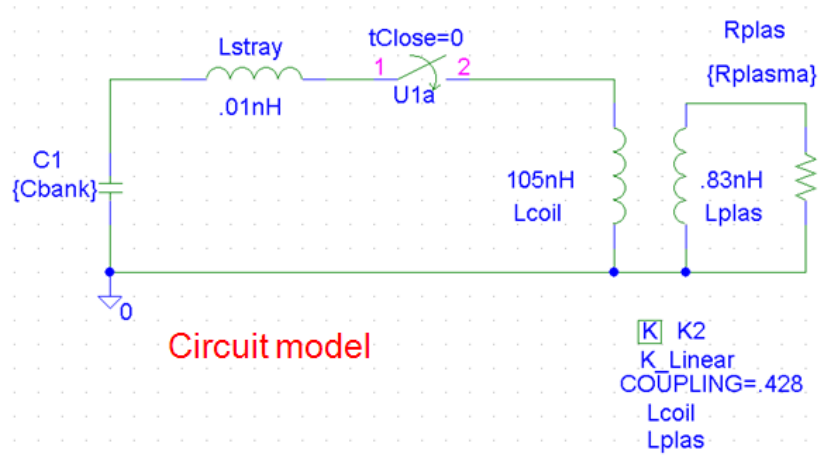 Rplas
{Rplasma}
tClose=0
Lstray
1
2
.01nH
U1a
C1
{Cbank}
105nH
Lcoil
.83nH
Lplas
0
Circuit model
K K2
K_Linear
COUPLING=.428
Lcoil
Lplas